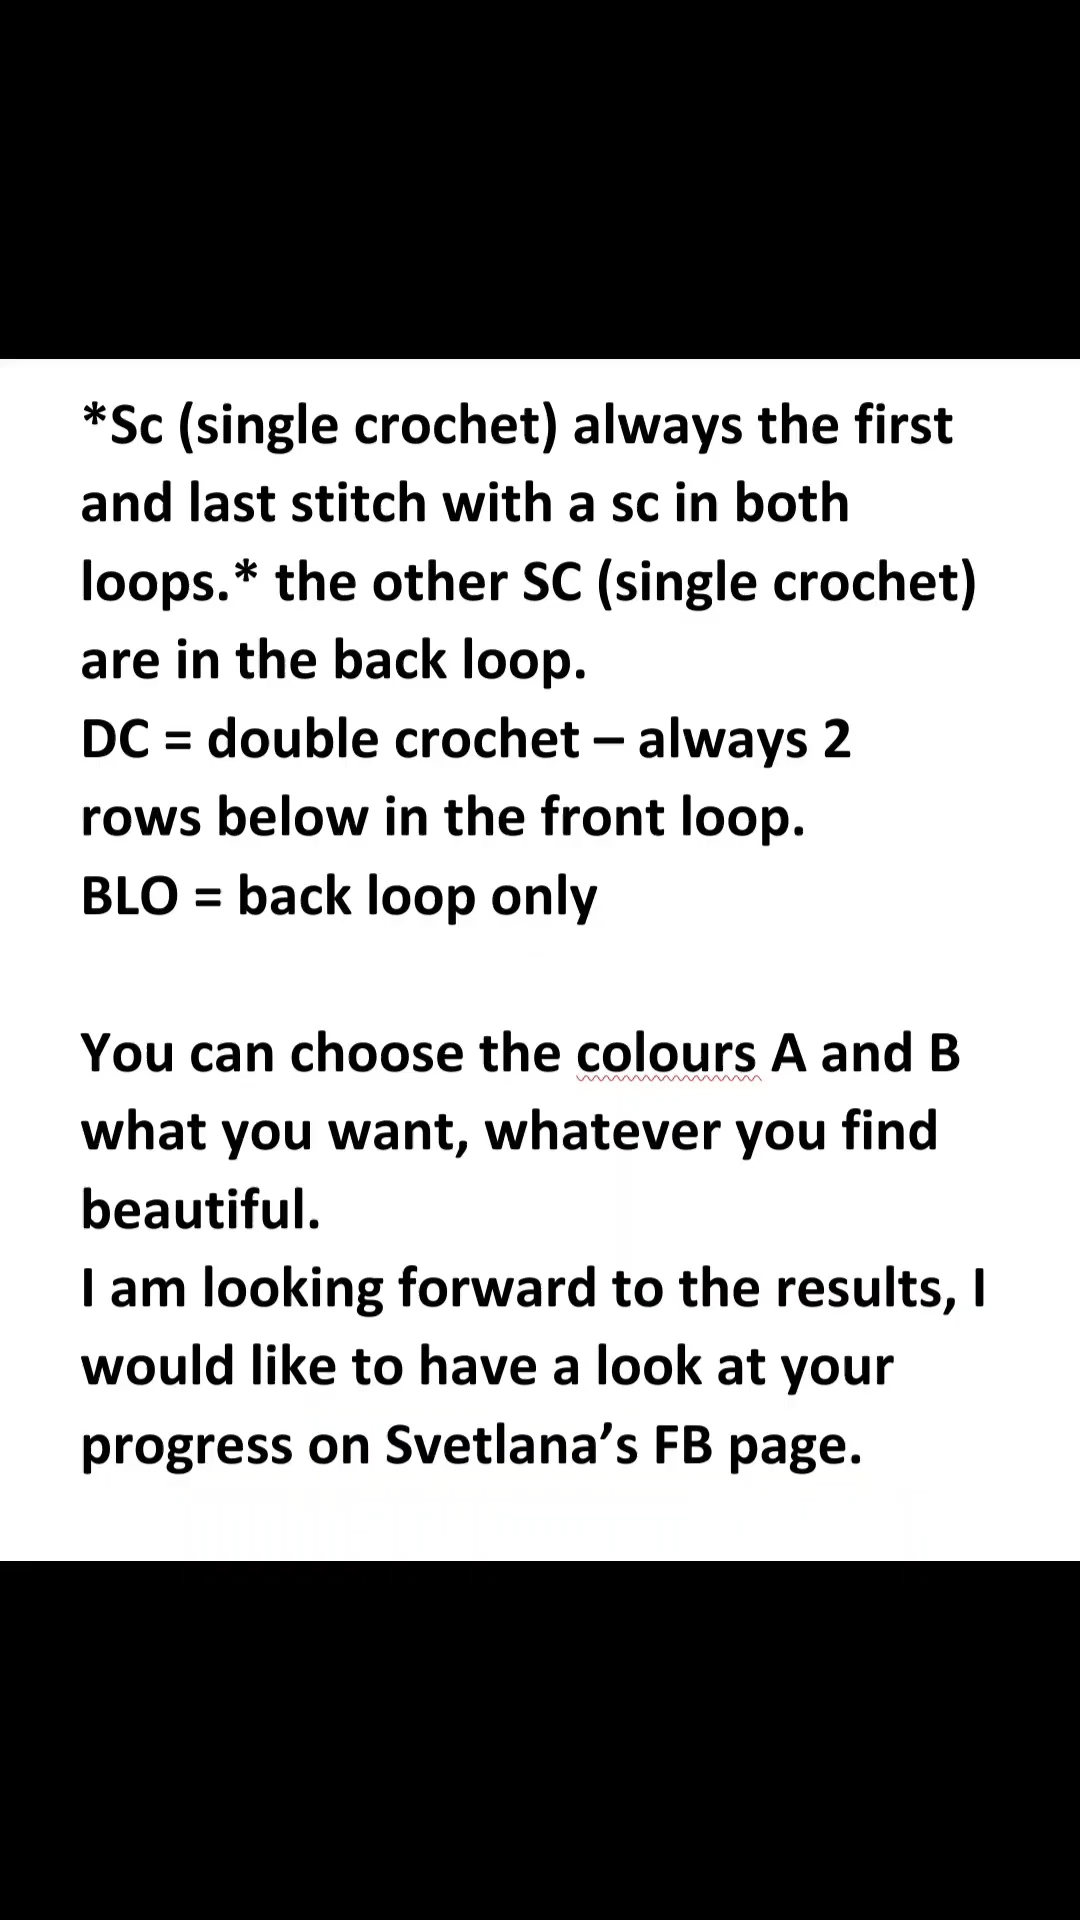 *Sc (single crochet) always the first
and last stitch with a sc in both
loops.* the other SC (single crochet)
are in the back loop.
DC = double crochet – always 2
rows below in the front loop.
BLO = back loop only
You can choose the colours A and B
what you want, whatever you find
beautiful.
I am looking forward to the results, I
would like to have a look at your
progress on Svetlana’s FB page.